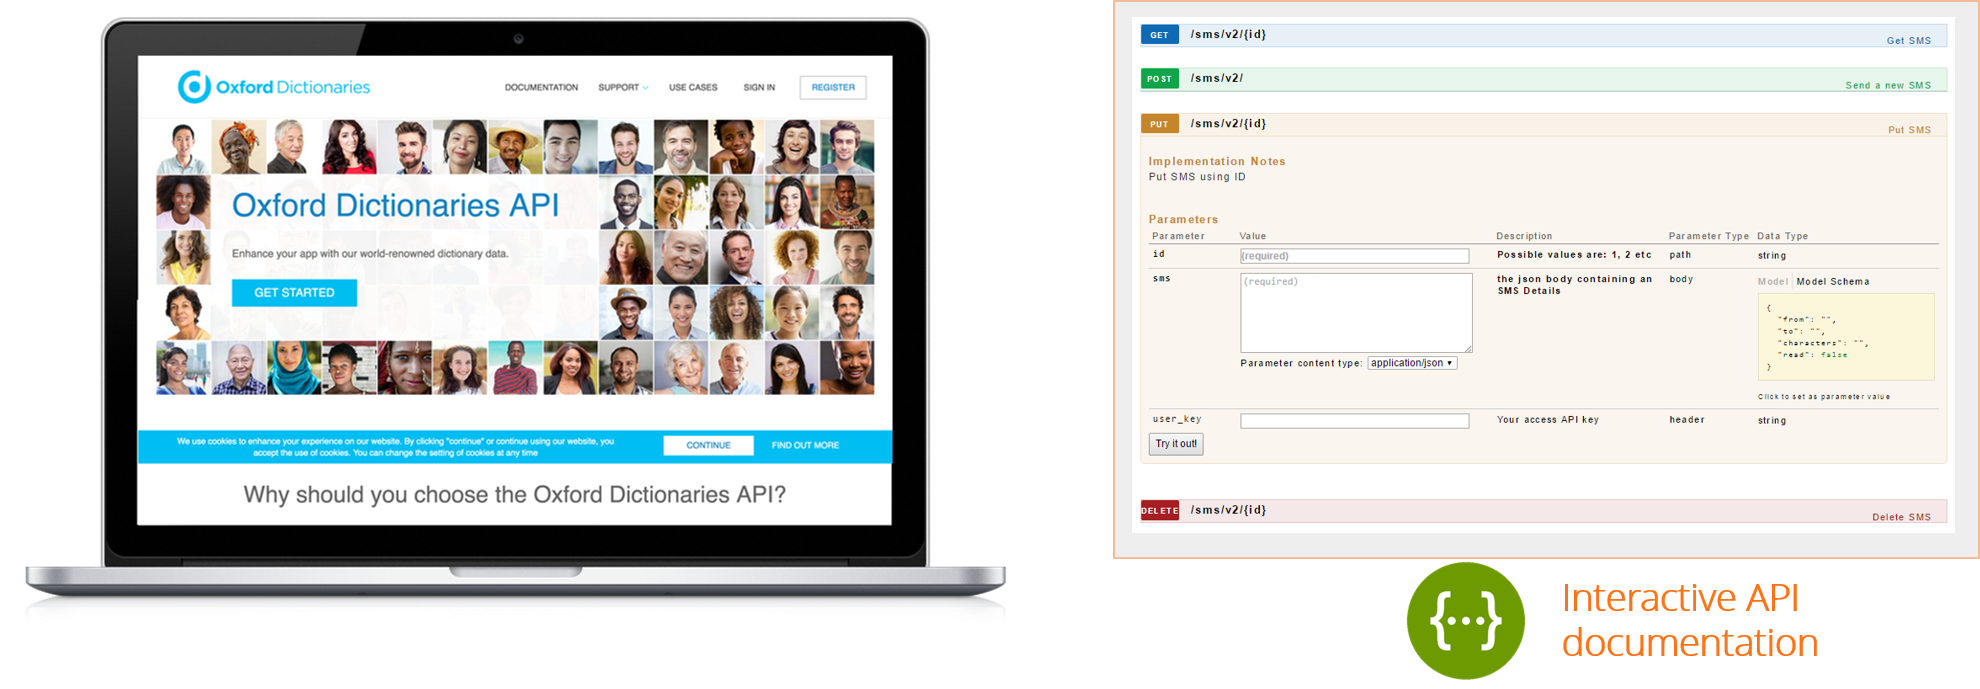 Oxford Dictionaries
DOCUMENTATION SUPPORT USE CASES SIGN IN REGISTER
Oxford Dictionaries API
Enhance your app with our world-renowned dictionary data.
GET STARTED
We use cookies to enhance your experience on our website. By clicking "continue" or continue using our website, you
accept the use of cookies. You can change the setting of cookies at any time
CONTINUE FIND OUT MORE
Why should you choose the Oxford Dictionaries API?
GET /sms/v2/{id} Get SMS
POST /sms/v2/ Send a new SMS
PUT /sms/v2/{id} Put SMS
Implementation Notes
Put SMS using ID
Parameters
Parameter Value Description Parameter Type Data Type
id (required) Possible values are: 1, 2 etc path string
sms (required) the json body containing an body Model Model Schema
SMS Details
{
"from": "",
"to": "",
"characters": "",
"read": false
}
Parameter content type: application/json
Click to set as parameter value
user_key Your access API key header string
Try it out!
DELETE /sms/v2/{id} Delete SMS
{···}
Interactive API
documentation